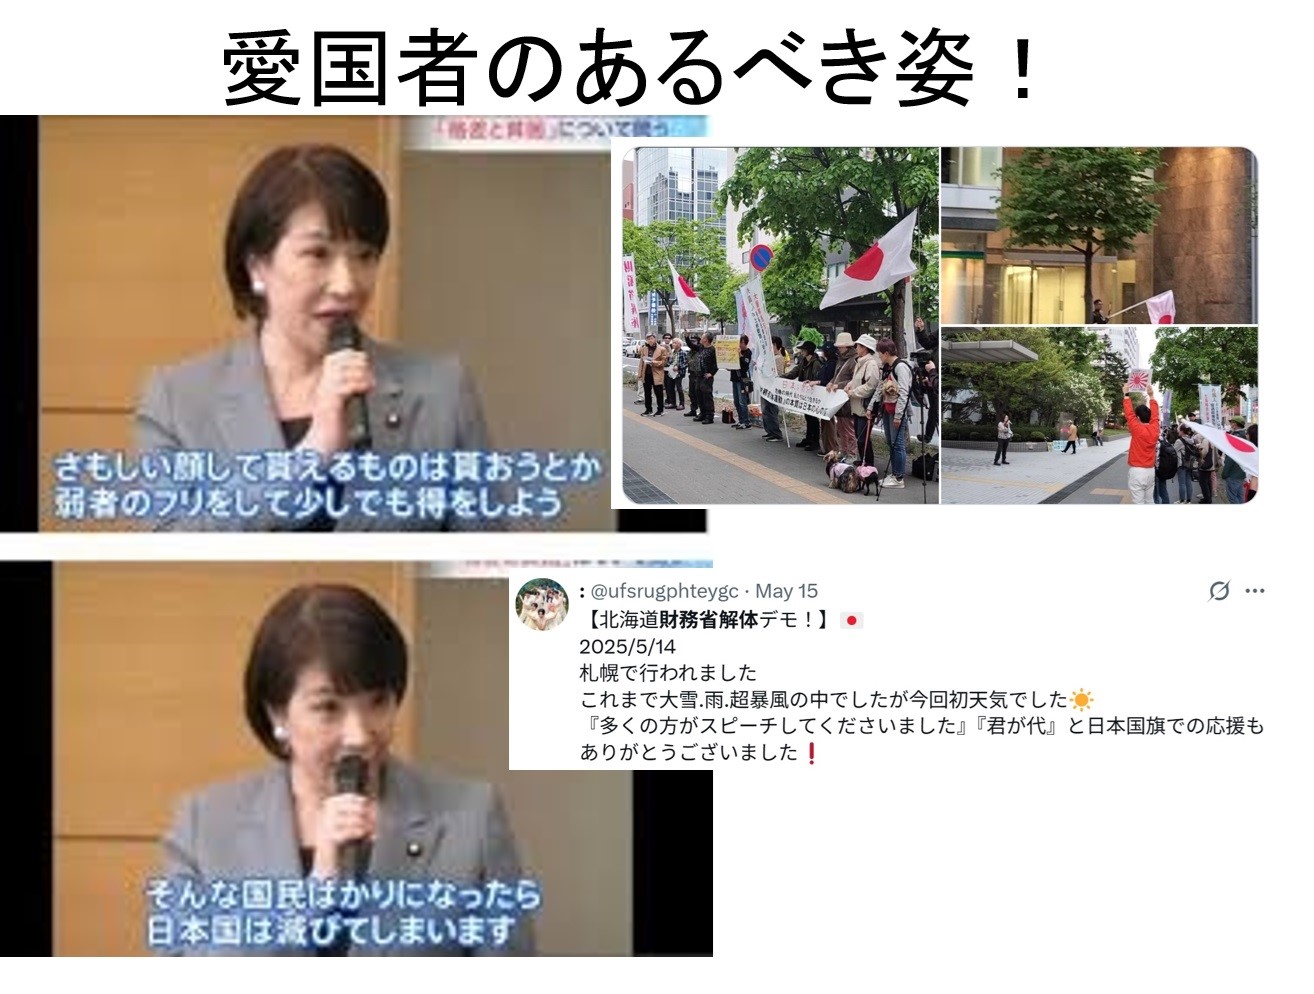 愛国者のあるべき姿！
「格差と貧困」について問う
さもしい顔して貰えるものは貰おうとか
弱者のフリをして少しでも得をしよう
: @ufsrugphteygc · May 15
【北海道財務省解体デモ！】🇯🇵
2025/5/14
札幌で行われました
これまで大雪.雨.超暴風の中でしたが今回初天気でした☀️
『多くの方がスピーチしてくださいました』『君が代』と日本国旗での応援も
ありがとうございました❗
そんな国民ばかりになったら
日本国は滅びてしまいます